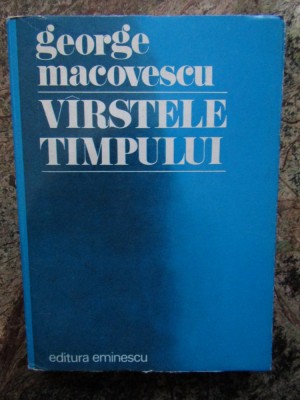 george
macovescu
VÎRSTELE
TIMPULUI
editura eminescu